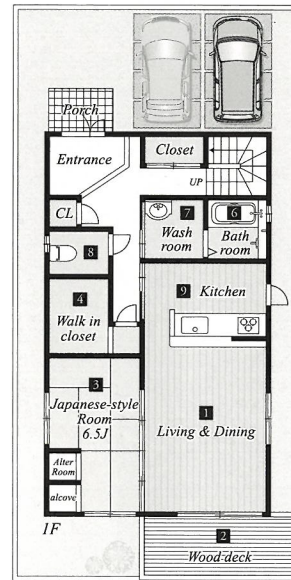 Porch
Entrance
Closet
UP
CL
7
Wash
room
6
Bath
room
8
4
Walk in
closet
9
Kitchen
3
Japanese-style
Room
6.5J
1
Living & Dining
Alter
Room
alcove
1F
2
Wood deck